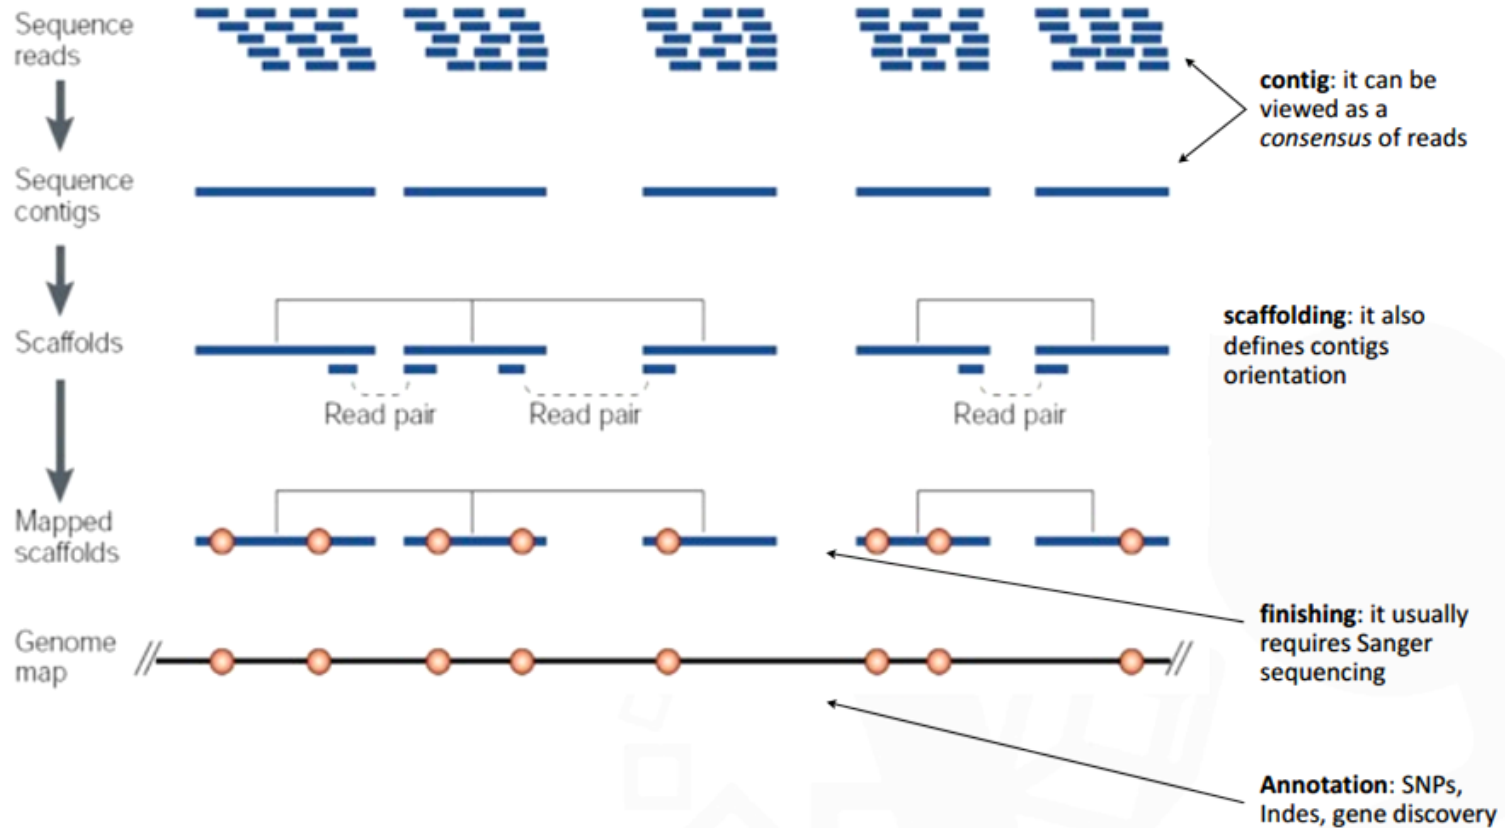 Sequence
reads
contig: it can be
viewed as a
consensus of reads
Sequence
contigs
Scaffolds
scaffolding: it also
defines contigs
orientation
Read pair
Read pair
Read pair
Mapped
scaffolds
finishing: it usually
requires Sanger
sequencing
Genome
map
Annotation: SNPs,
Indes, gene discovery